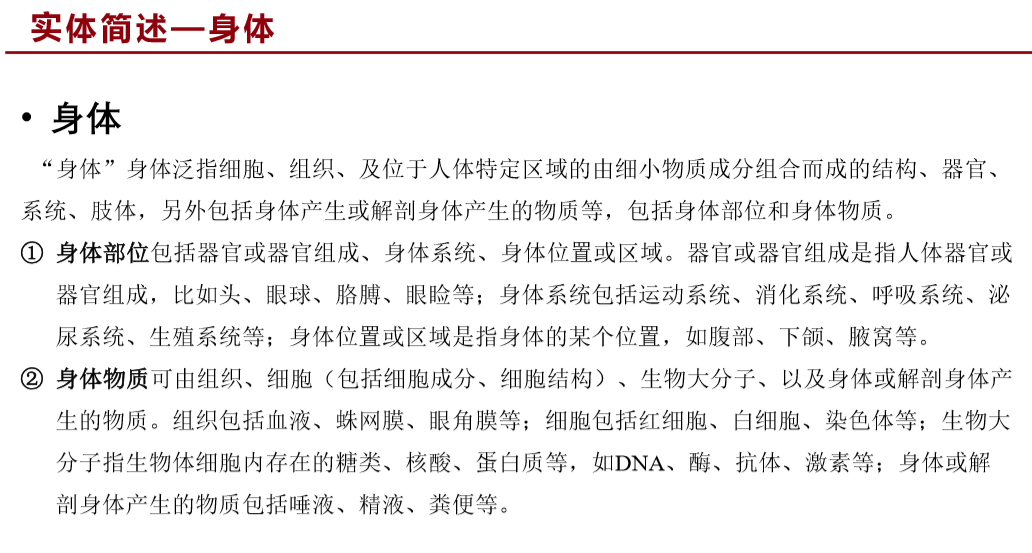 实体简述—身体
• 身体
“身体”身体泛指细胞、组织、及位于人体特定区域的由细小物质成分组合而成的结构、器官、
系统、肢体，另外包括身体产生或解剖身体产生的物质等，包括身体部位和身体物质。
① 身体部位包括器官或器官组成、身体系统、身体位置或区域。器官或器官组成是指人体器官或
器官组成，比如头、眼球、胳膊、眼睑等；身体系统包括运动系统、消化系统、呼吸系统、泌
尿系统、生殖系统等；身体位置或区域是指身体的某个位置，如腹部、下颌、腋窝等。
② 身体物质可由组织、细胞（包括细胞成分、细胞结构）、生物大分子、以及身体或解剖身体产
生的物质。组织包括血液、蛛网膜、眼角膜等；细胞包括红细胞、白细胞、染色体等；生物大
分子指生物体细胞内存在的糖类、核酸、蛋白质等，如DNA、酶、抗体、激素等；身体或解
剖身体产生的物质包括唾液、精液、粪便等。